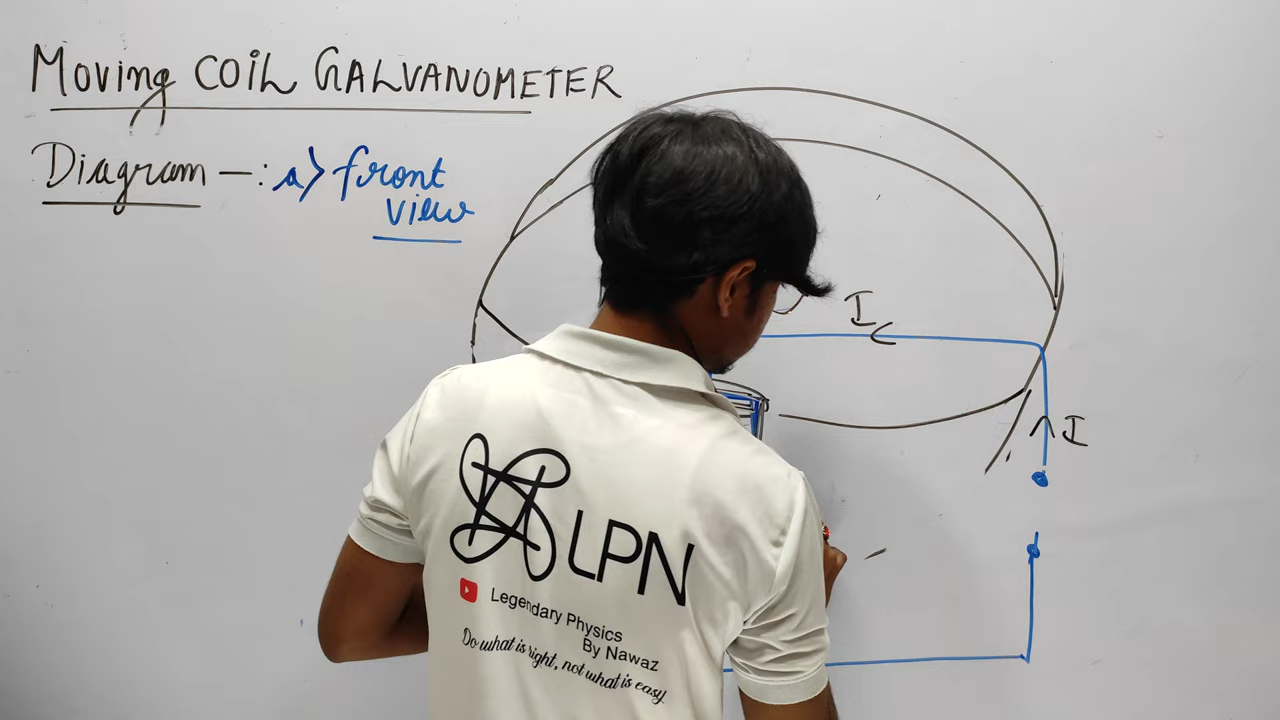 Moving COIL GALVANOMETER
Diagram —: a> front
view
I
I
LPN
Legendary Physics
By Nawaz
Do what is right, not what is easy